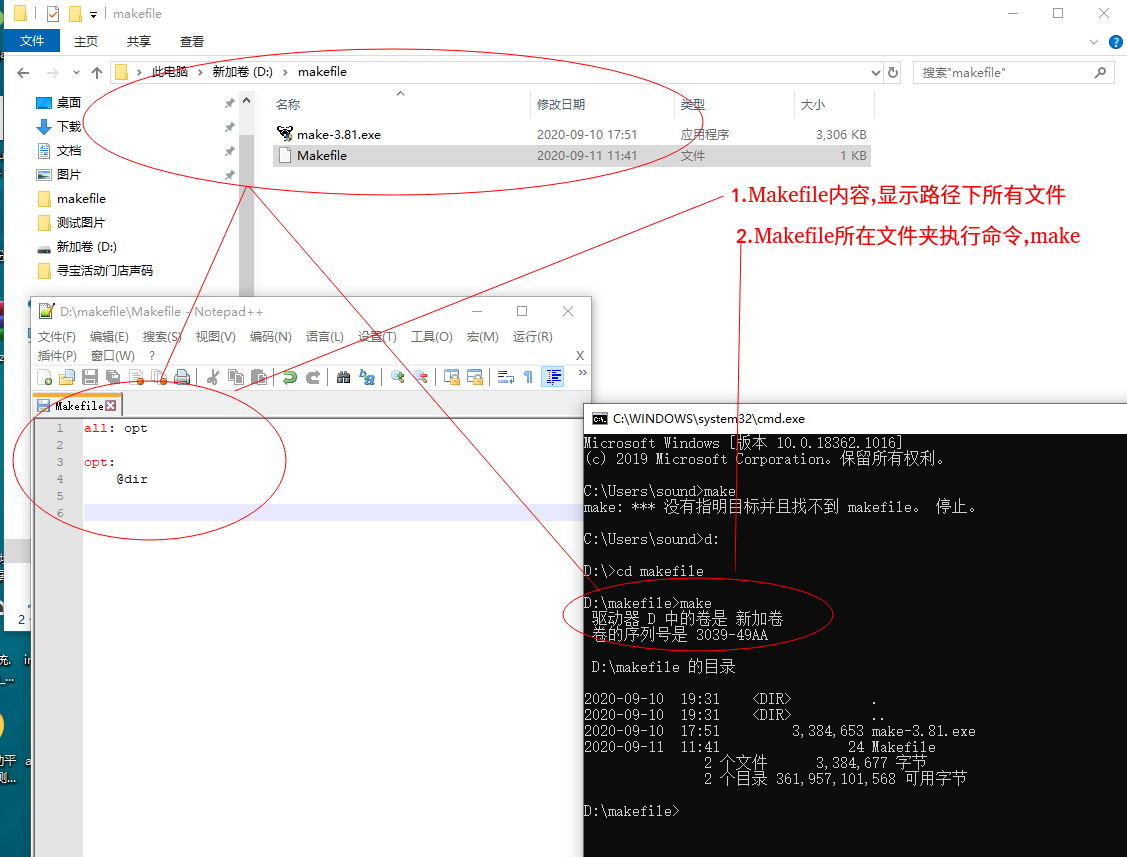 makefile
文件 主页 共享 查看
此电脑 新加卷 (D:) makefile
搜索"makefile"
名称 修改日期 类型 大小
make-3.81.exe 2020-09-10 17:51 应用程序 3,306 KB
Makefile 2020-09-11 11:41 文件 1 KB
桌面
下载
文档
图片
makefile
测试图片
新加卷 (D:)
寻宝活动门店声码
1.Makefile内容,显示路径下所有文件
2.Makefile所在文件夹执行命令,make
D:\makefile\Makefile - Notepad++
文件(F) 编辑(E) 搜索(S) 视图(V) 编码(N) 语言(L) 设置(T) 工具(O) 宏(M) 运行(R)
插件(P) 窗口(W) ? X
Makefile
1 all: opt
2
3 opt:
4 @dir
5
6
C:\WINDOWS\system32\cmd.exe
Microsoft Windows [版本 10.0.18362.1016]
(c) 2019 Microsoft Corporation。保留所有权利。
C:\Users\sound>make
make: *** 没有指明目标并且找不到 makefile。 停止。
C:\Users\sound>d:
D:\>cd makefile
D:\makefile>make
驱动器 D 中的卷是 新加卷
卷的序列号是 3039-49AA
D:\makefile 的目录
2020-09-10 19:31 <DIR> .
2020-09-10 19:31 <DIR> ..
2020-09-10 17:51 3,384,653 make-3.81.exe
2020-09-11 11:41 24 Makefile
2 个文件 3,384,677 字节
2 个目录 361,957,101,568 可用字节
D:\makefile>